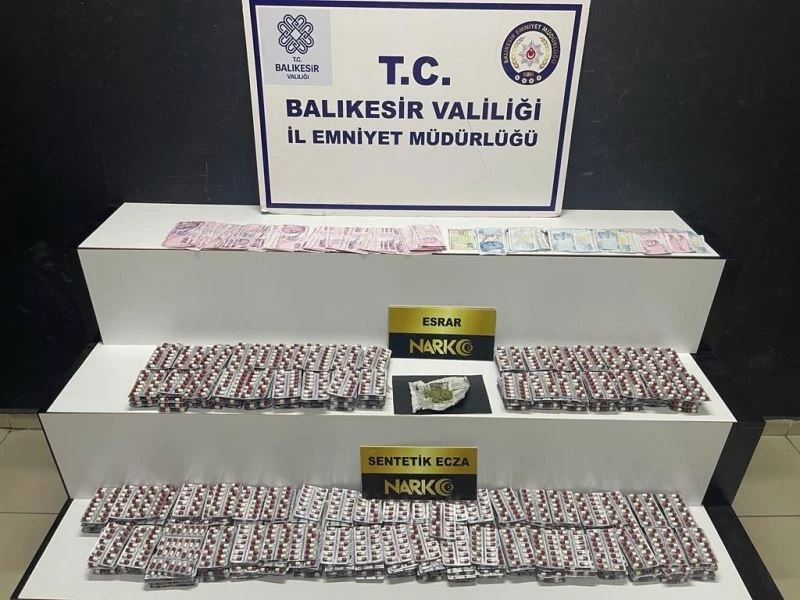 T.C.
BALIKESİR
VALİLİĞİ
BALIKESİR EMNİYET MÜDÜRLÜĞÜ
T.C.
BALIKESİR VALİLİĞİ
İL EMNİYET MÜDÜRLÜĞÜ
ESRAR
NARKO
SENTETİK ECZA
NARKO